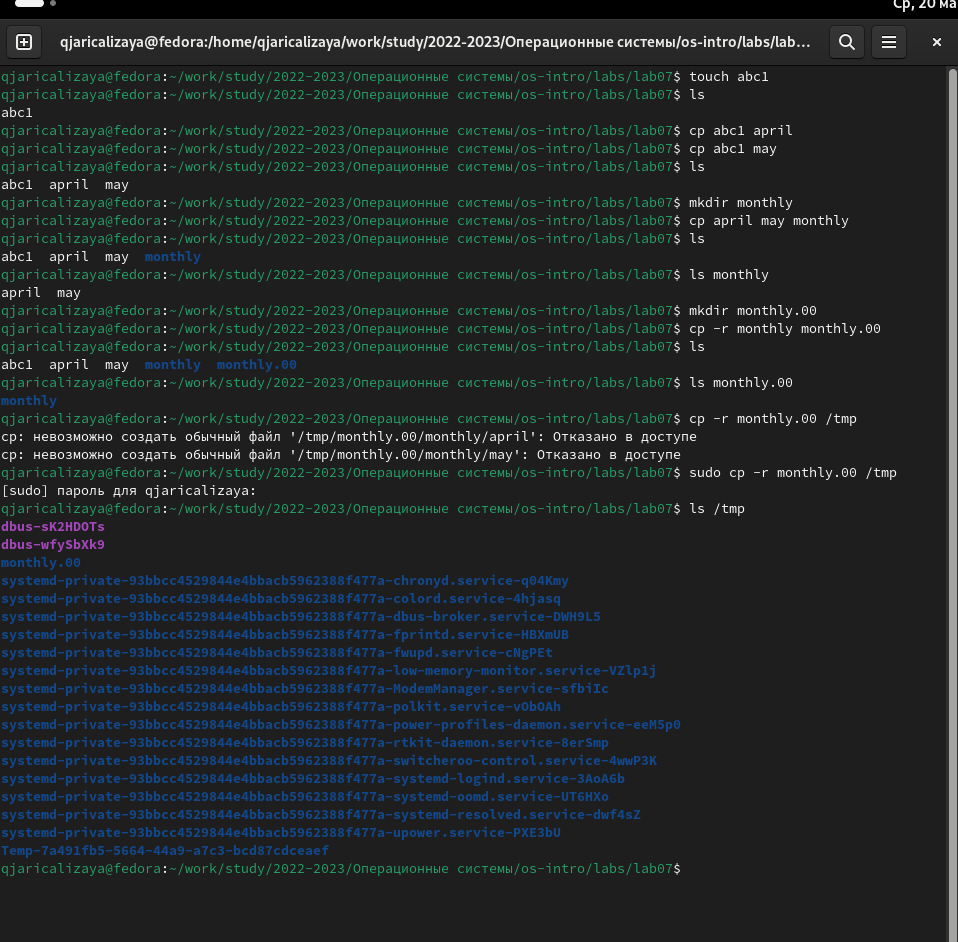 Ср, 20 ма
qjaricalizaya@fedora:/home/qjaricalizaya/work/study/2022-2023/Операционные системы/os-intro/labs/lab...
qjaricalizaya@fedora:~/work/study/2022-2023/Операционные системы/os-intro/labs/lab07$ touch abc1
qjaricalizaya@fedora:~/work/study/2022-2023/Операционные системы/os-intro/labs/lab07$ ls
abc1
qjaricalizaya@fedora:~/work/study/2022-2023/Операционные системы/os-intro/labs/lab07$ cp abc1 april
qjaricalizaya@fedora:~/work/study/2022-2023/Операционные системы/os-intro/labs/lab07$ cp abc1 may
qjaricalizaya@fedora:~/work/study/2022-2023/Операционные системы/os-intro/labs/lab07$ ls
abc1  april  may
qjaricalizaya@fedora:~/work/study/2022-2023/Операционные системы/os-intro/labs/lab07$ mkdir monthly
qjaricalizaya@fedora:~/work/study/2022-2023/Операционные системы/os-intro/labs/lab07$ cp april may monthly
qjaricalizaya@fedora:~/work/study/2022-2023/Операционные системы/os-intro/labs/lab07$ ls
abc1  april  may  monthly
qjaricalizaya@fedora:~/work/study/2022-2023/Операционные системы/os-intro/labs/lab07$ ls monthly
april  may
qjaricalizaya@fedora:~/work/study/2022-2023/Операционные системы/os-intro/labs/lab07$ mkdir monthly.00
qjaricalizaya@fedora:~/work/study/2022-2023/Операционные системы/os-intro/labs/lab07$ cp -r monthly monthly.00
qjaricalizaya@fedora:~/work/study/2022-2023/Операционные системы/os-intro/labs/lab07$ ls
abc1  april  may  monthly  monthly.00
qjaricalizaya@fedora:~/work/study/2022-2023/Операционные системы/os-intro/labs/lab07$ ls monthly.00
monthly
qjaricalizaya@fedora:~/work/study/2022-2023/Операционные системы/os-intro/labs/lab07$ cp -r monthly.00 /tmp
cp: невозможно создать обычный файл '/tmp/monthly.00/monthly/april': Отказано в доступе
cp: невозможно создать обычный файл '/tmp/monthly.00/monthly/may': Отказано в доступе
qjaricalizaya@fedora:~/work/study/2022-2023/Операционные системы/os-intro/labs/lab07$ sudo cp -r monthly.00 /tmp
[sudo] пароль для qjaricalizaya:
qjaricalizaya@fedora:~/work/study/2022-2023/Операционные системы/os-intro/labs/lab07$ ls /tmp
dbus-sK2HDOTs
dbus-wfySbXk9
monthly.00
systemd-private-93bbcc4529844e4bbacb5962388f477a-chronyd.service-q04Kmy
systemd-private-93bbcc4529844e4bbacb5962388f477a-colord.service-4hjasq
systemd-private-93bbcc4529844e4bbacb5962388f477a-dbus-broker.service-DWH9L5
systemd-private-93bbcc4529844e4bbacb5962388f477a-fprintd.service-HBXmUB
systemd-private-93bbcc4529844e4bbacb5962388f477a-fwupd.service-cNgPEt
systemd-private-93bbcc4529844e4bbacb5962388f477a-low-memory-monitor.service-VZlp1j
systemd-private-93bbcc4529844e4bbacb5962388f477a-ModemManager.service-sfbiIc
systemd-private-93bbcc4529844e4bbacb5962388f477a-polkit.service-vObOAh
systemd-private-93bbcc4529844e4bbacb5962388f477a-power-profiles-daemon.service-eeM5p0
systemd-private-93bbcc4529844e4bbacb5962388f477a-rtkit-daemon.service-8erSmp
systemd-private-93bbcc4529844e4bbacb5962388f477a-switcheroo-control.service-4wwP3K
systemd-private-93bbcc4529844e4bbacb5962388f477a-systemd-logind.service-3AoA6b
systemd-private-93bbcc4529844e4bbacb5962388f477a-systemd-oomd.service-UT6HXo
systemd-private-93bbcc4529844e4bbacb5962388f477a-systemd-resolved.service-dwf4sZ
systemd-private-93bbcc4529844e4bbacb5962388f477a-upower.service-PXE3bU
Temp-7a491fb5-5664-44a9-a7c3-bcd87cdceaef
qjaricalizaya@fedora:~/work/study/2022-2023/Операционные системы/os-intro/labs/lab07$